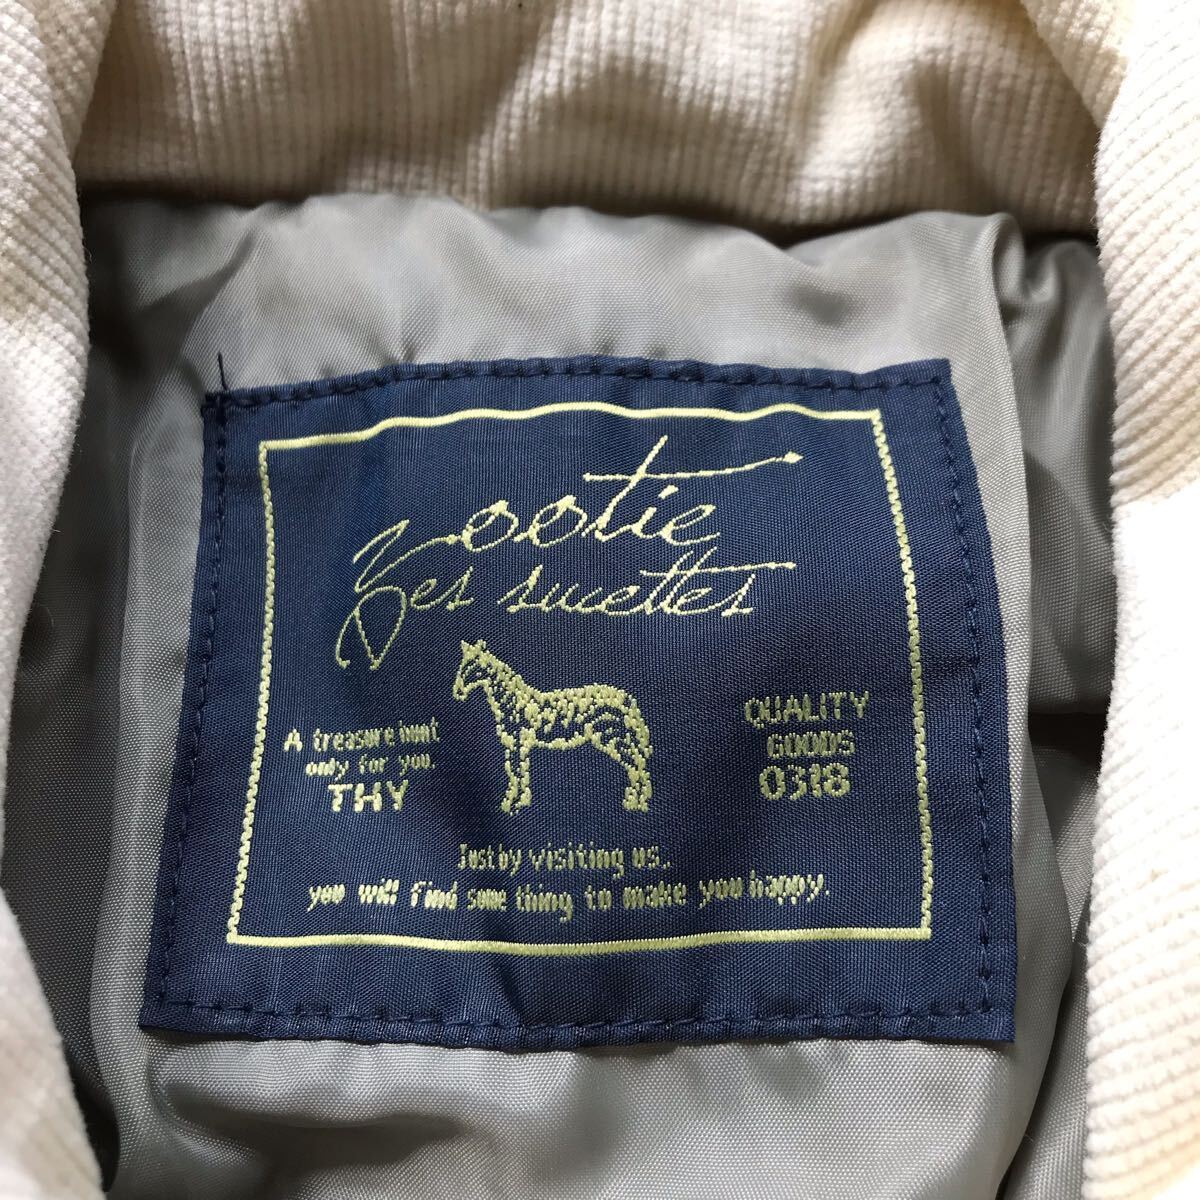 Zootie
Des sucettes
A treasure hunt
only for you.
THY
QUALITY
GOODS
0318
Just by visiting us,
you will find some thing to make you happy.